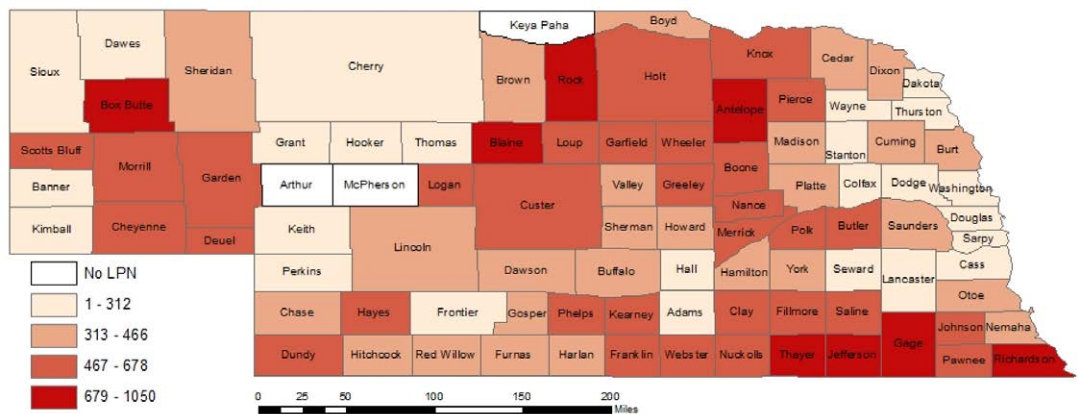 Keya Paha Boyd
Dawes Knox Cedar
Sioux Sheridan Cherry Brown Rock Holt Dixon Dakota
Box Butte Antelope Pierce Wayne Thurston
Scotts Bluff Morrill Grant Hooker Thomas Blaine Loup Garfield Wheeler Madison Stanton Cuming Burt
Banner Garden Arthur McPherson Logan Custer Valley Greeley Boone Platte Colfax Dodge Washington
Kimball Cheyenne Deuel Keith Lincoln Sherman Howard Nance Merrick Polk Butler Saunders Douglas Sarpy
Perkins Dawson Buffalo Hall Hamilton York Seward Lancaster Cass
Chase Hayes Frontier Gosper Phelps Kearney Adams Clay Fillmore Saline Otoe
Dundy Hitchcock Red Willow Furnas Harlan Franklin Webster Nuckolls Thayer Jefferson Gage Johnson Nemaha Pawnee Richardson
No LPN
1 - 312
313 - 466
467 - 678
679 - 1050
0 25 50 100 150 200
Miles